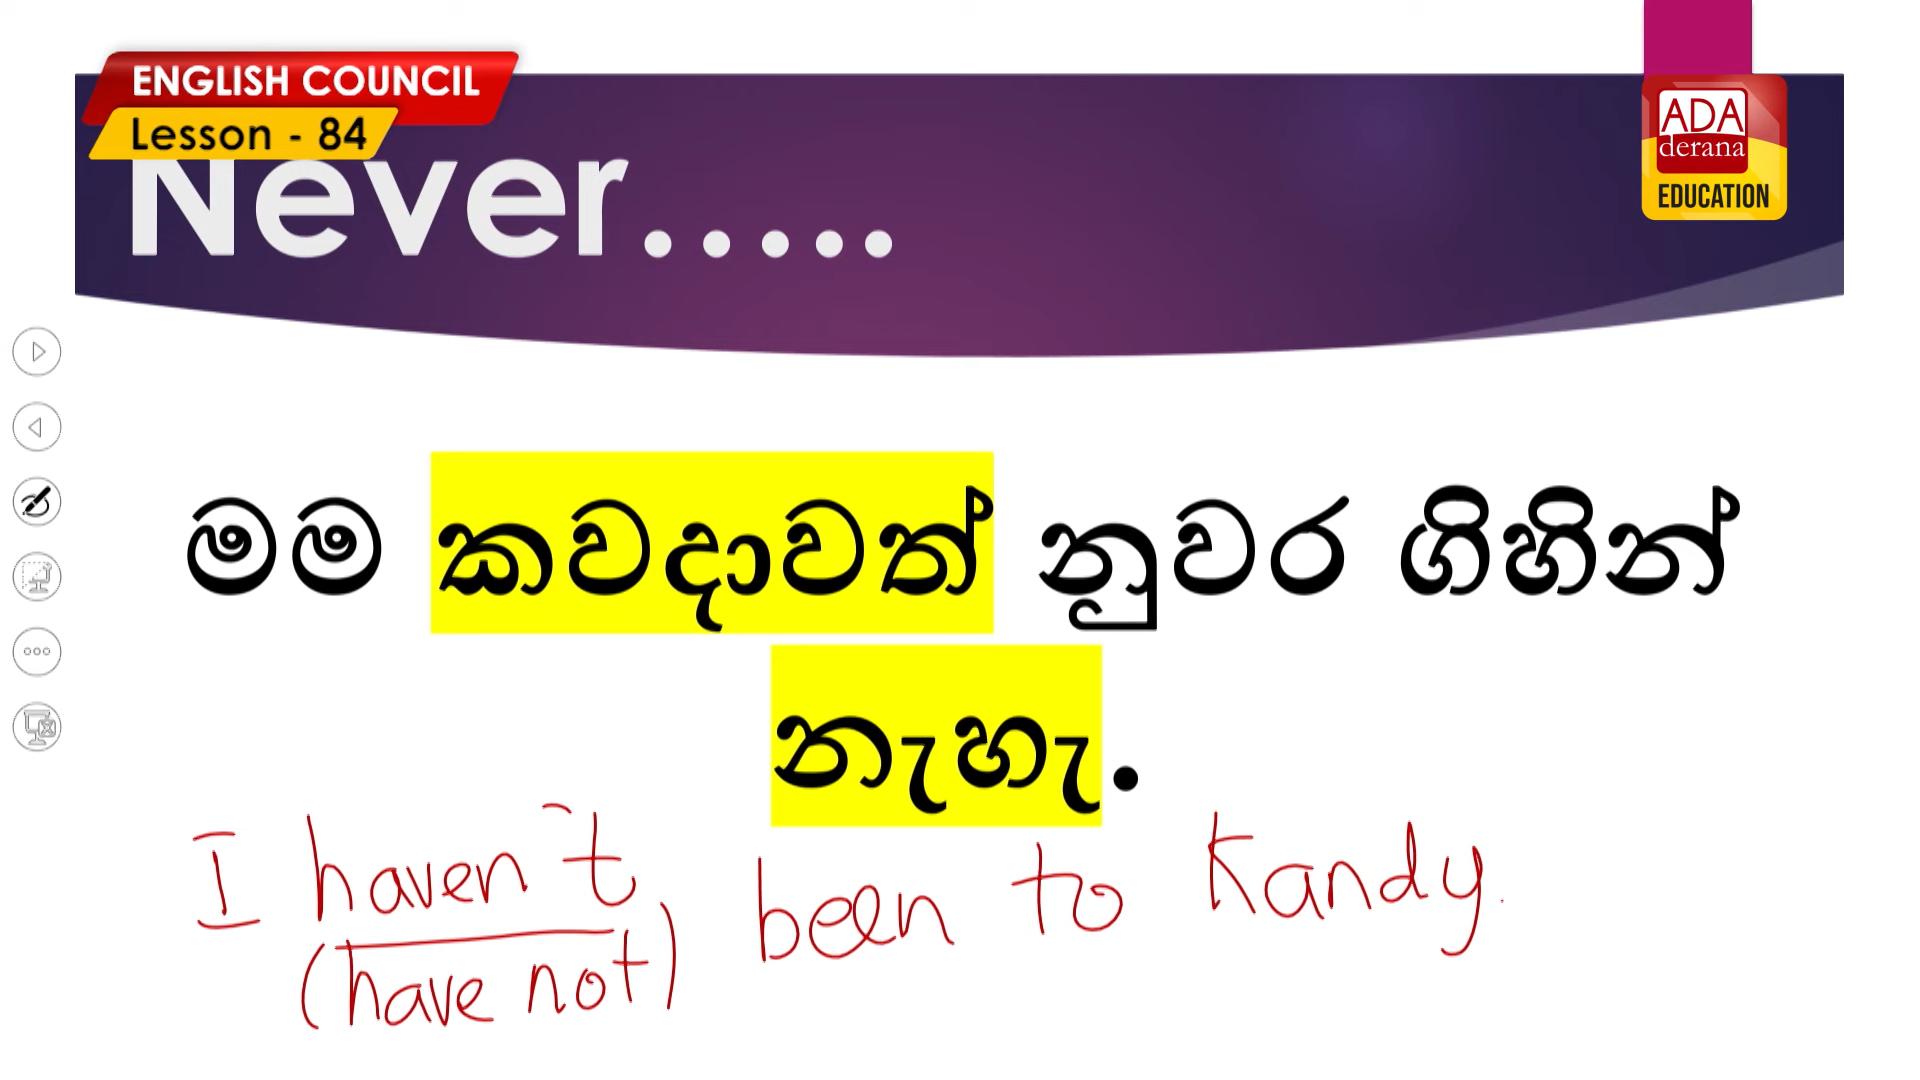 ENGLISH COUNCIL
Lesson - 84
Never.....
ADA
derana
EDUCATION
මම කවදාවත් නුවර ගිහින්
නැහැ.
I haven't been to Kandy.
(have not)